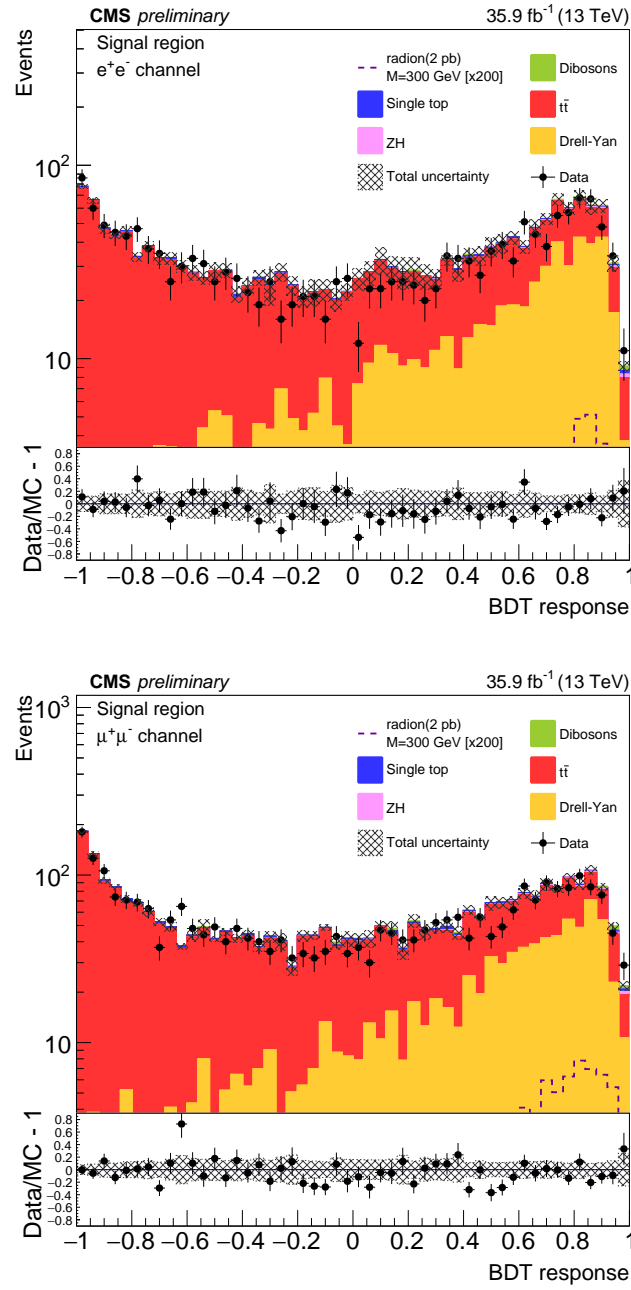 CMS preliminary 35.9 fb⁻¹ (13 TeV)
Events
Signal region
e⁺e⁻ channel
radion(2 pb)
M=300 GeV [x200]
Dibosons
Single top
tt̄
ZH
Drell-Yan
Total uncertainty
Data
10²
10
Data/MC - 1
0.8
0.6
0.4
0.2
0
−0.2
−0.4
−0.6
−0.8
−1 −0.8 −0.6 −0.4 −0.2 0 0.2 0.4 0.6 0.8 1
BDT response
CMS preliminary 35.9 fb⁻¹ (13 TeV)
Events
Signal region
μ⁺μ⁻ channel
radion(2 pb)
M=300 GeV [x200]
Dibosons
Single top
tt̄
ZH
Drell-Yan
Total uncertainty
Data
10³
10²
10
Data/MC - 1
0.8
0.6
0.4
0.2
0
−0.2
−0.4
−0.6
−0.8
−1 −0.8 −0.6 −0.4 −0.2 0 0.2 0.4 0.6 0.8 1
BDT response